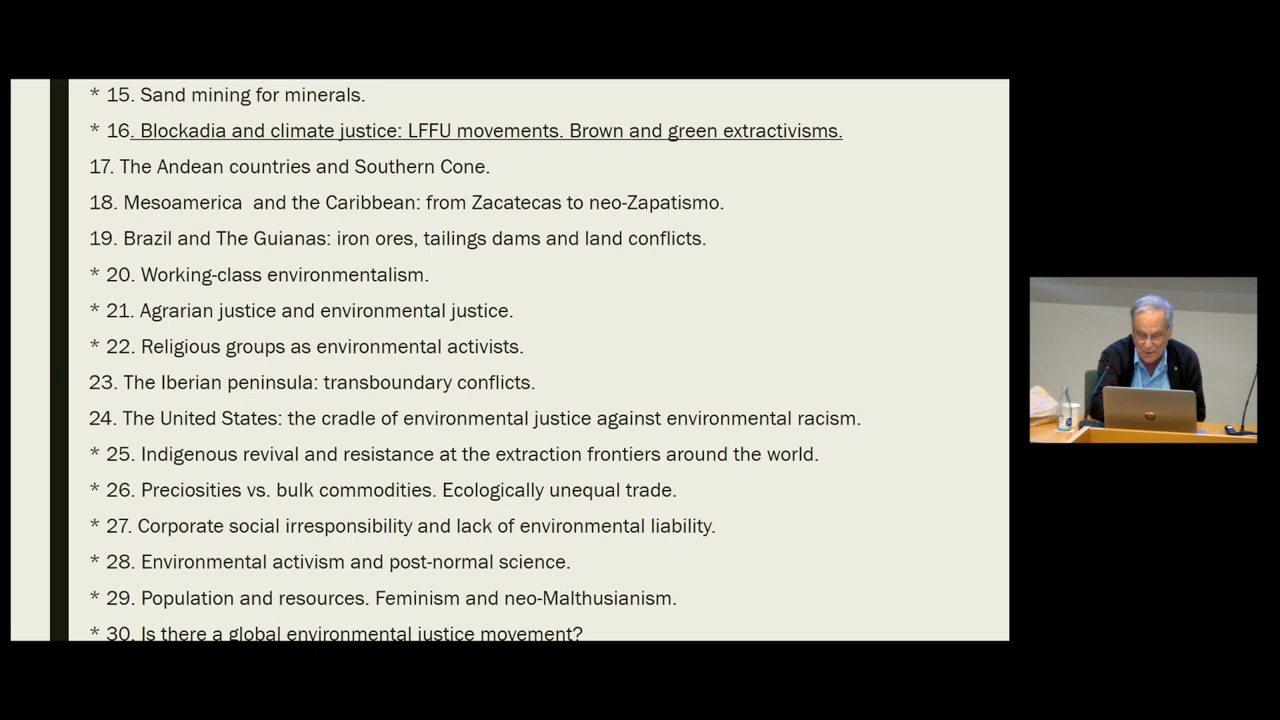 * 15. Sand mining for minerals.
* 16. Blockadia and climate justice: LFFU movements. Brown and green extractivisms.
17. The Andean countries and Southern Cone.
18. Mesoamerica  and the Caribbean: from Zacatecas to neo-Zapatismo.
19. Brazil and The Guianas: iron ores, tailings dams and land conflicts.
* 20. Working-class environmentalism.
* 21. Agrarian justice and environmental justice.
* 22. Religious groups as environmental activists.
23. The Iberian peninsula: transboundary conflicts.
24. The United States: the cradle of environmental justice against environmental racism.
* 25. Indigenous revival and resistance at the extraction frontiers around the world.
* 26. Preciosities vs. bulk commodities. Ecologically unequal trade.
* 27. Corporate social irresponsibility and lack of environmental liability.
* 28. Environmental activism and post-normal science.
* 29. Population and resources. Feminism and neo-Malthusianism.
* 30. Is there a global environmental justice movement?